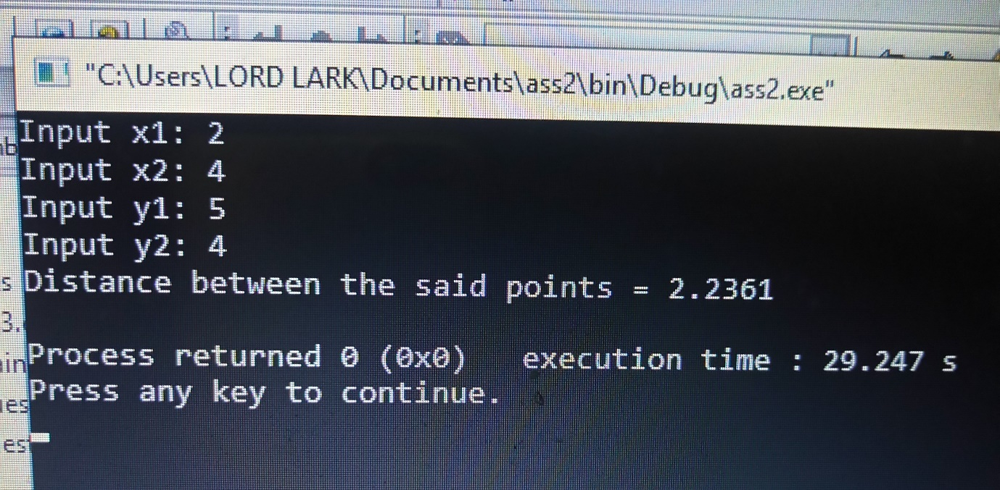 "C:\Users\LORD LARK\Documents\ass2\bin\Debug\ass2.exe"
Input x1: 2
Input x2: 4
Input y1: 5
Input y2: 4
Distance between the said points = 2.2361
Process returned 0 (0x0)   execution time : 29.247 s
Press any key to continue.